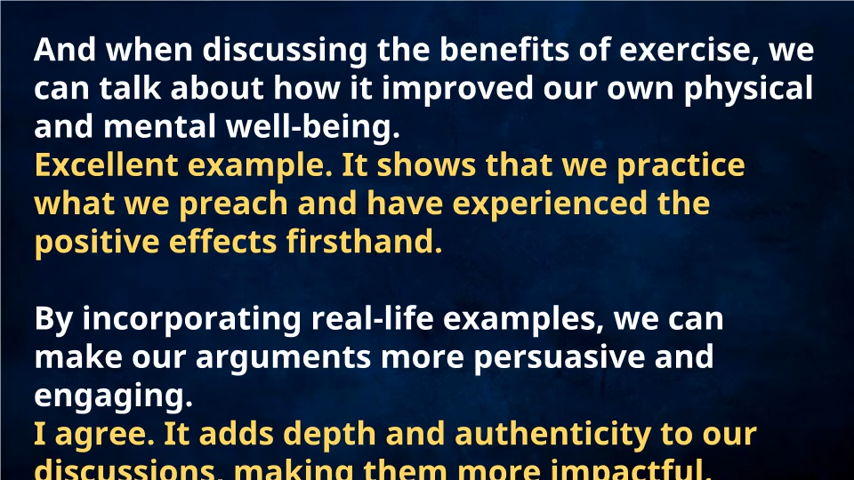 And when discussing the benefits of exercise, we
can talk about how it improved our own physical
and mental well-being.
Excellent example. It shows that we practice
what we preach and have experienced the
positive effects firsthand.
By incorporating real-life examples, we can
make our arguments more persuasive and
engaging.
I agree. It adds depth and authenticity to our
discussions, making them more impactful.